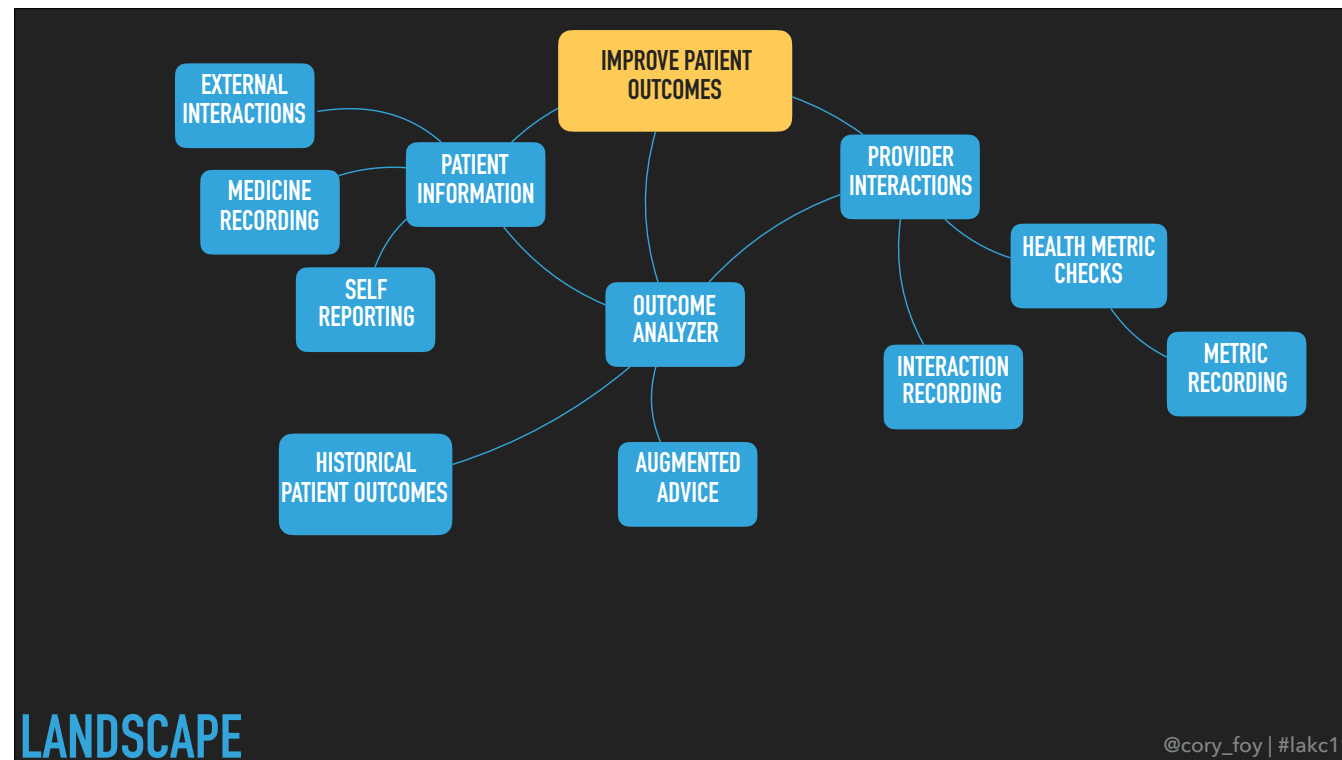 IMPROVE PATIENT
OUTCOMES
EXTERNAL
INTERACTIONS
PATIENT
INFORMATION
PROVIDER
INTERACTIONS
MEDICINE
RECORDING
HEALTH METRIC
CHECKS
SELF
REPORTING
OUTCOME
ANALYZER
INTERACTION
RECORDING
METRIC
RECORDING
HISTORICAL
PATIENT OUTCOMES
AUGMENTED
ADVICE
LANDSCAPE
@cory_foy | #lakc1